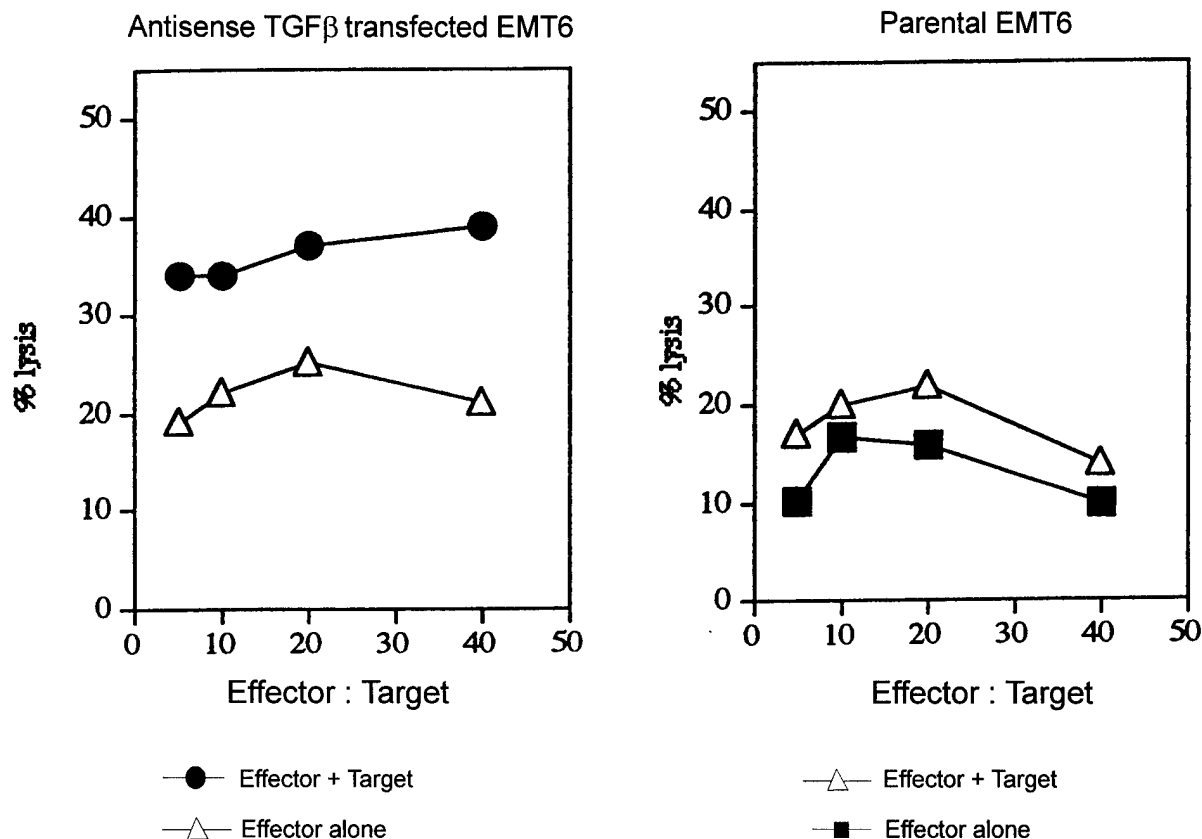 Antisense TGFβ transfected EMT6
50
40
30
20
10
0
% lysis
0 10 20 30 40 50
Effector : Target
Effector + Target
Effector alone
Parental EMT6
50
40
30
20
10
0
% lysis
0 10 20 30 40 50
Effector : Target
Effector + Target
Effector alone